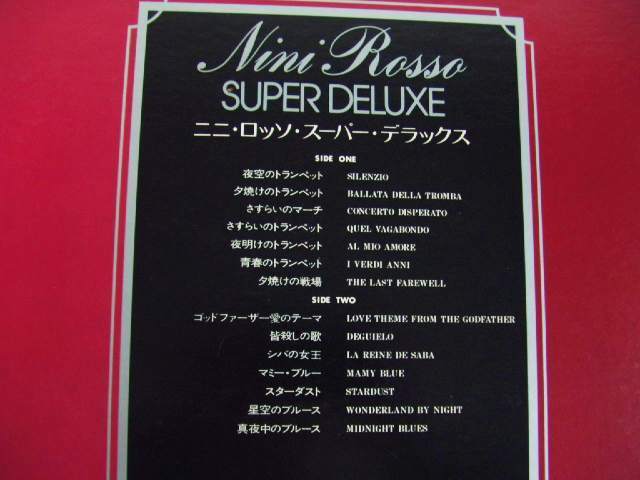 Nini Rosso
SUPER DELUXE
ニニ・ロッソ・スーパー・デラックス
SIDE ONE
夜空のトランペット SILENZIO
夕焼けのトランペット BALLATA DELLA TROMBA
さすらいのマーチ CONCERTO DISPERATO
さすらいのトランペット QUEL VAGABONDO
夜明けのトランペット AL MIO AMORE
青春のトランペット I VERDI ANNI
夕焼けの戦場 THE LAST FAREWELL
SIDE TWO
ゴッドファーザー愛のテーマ LOVE THEME FROM THE GODFATHER
皆殺しの歌 DEGUIELO
シバの女王 LA REINE DE SABA
マミー・ブルー MAMY BLUE
スターダスト STARDUST
星空のブルース WONDERLAND BY NIGHT
真夜中のブルース MIDNIGHT BLUES